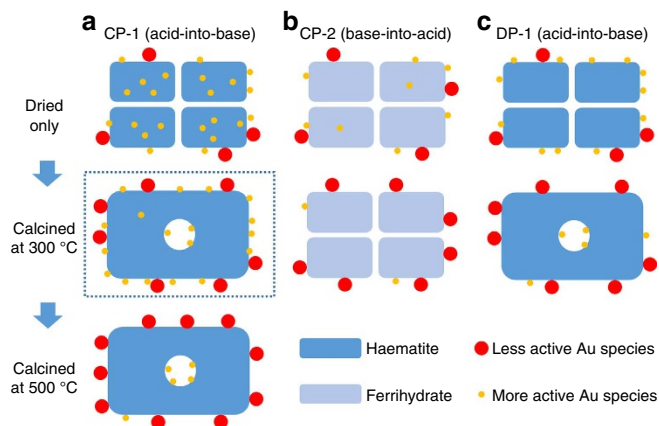 a
CP-1 (acid-into-base)
b
CP-2 (base-into-acid)
c
DP-1 (acid-into-base)
Dried
only
Calcined
at 300 °C
Calcined
at 500 °C
Haematite
Less active Au species
Ferrihydrate
More active Au species